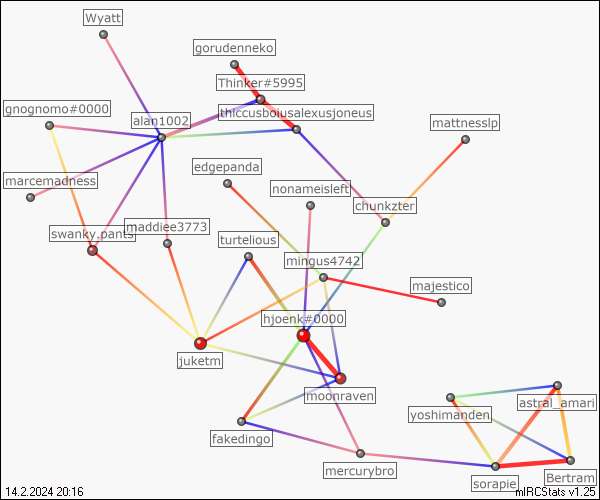 Wyatt
gorudenneko
Thinker#5995
gnognomo#0000
alan1002
thiccusboiusalexusjoneus
mattnesslp
edgepanda
marcemadness
nonameisleft
chunkzter
swanky.pants
maddiee3773
turtelious
mingus4742
majestico
hjoenk#0000
juketm
moonraven
yoshimanden
astral_amari
fakedingo
mercurybro
sorapie
Bertram
14.2.2024 20:16
mIRCStats v1.25